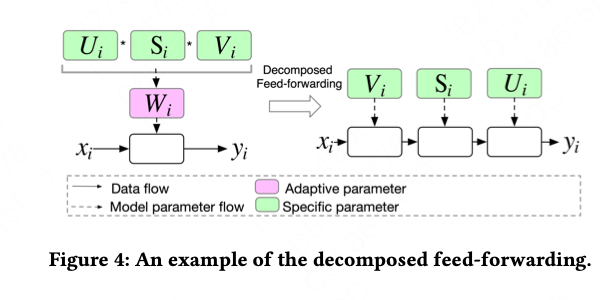 U_i * S_i * V_i
Decomposed
Feed-forwarding
V_i S_i U_i
W_i
x_i y_i x_i y_i
Data flow Adaptive parameter
Model parameter flow Specific parameter
Figure 4: An example of the decomposed feed-forwarding.